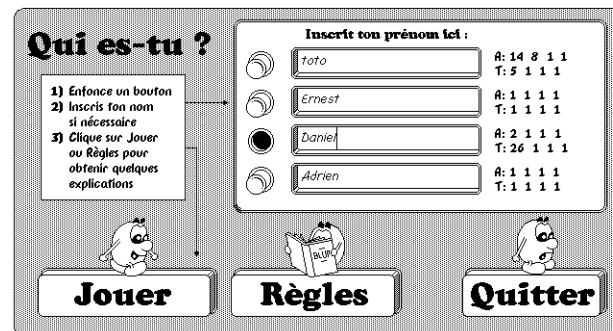 Qui es-tu ?
Inscrit ton prénom ici :
1) Enfonce un bouton
2) Inscris ton nom
si nécessaire
3) Clique sur Jouer
ou Règles pour
obtenir quelques
explications
toto
A: 14 8 1 1
T: 5 1 1 1
Ernest
A: 1 1 1 1
T: 1 1 1 1
Daniel
A: 2 1 1 1
T: 26 1 1 1
Adrien
A: 1 1 1 1
T: 1 1 1 1
BLUP
Jouer
Règles
Quitter